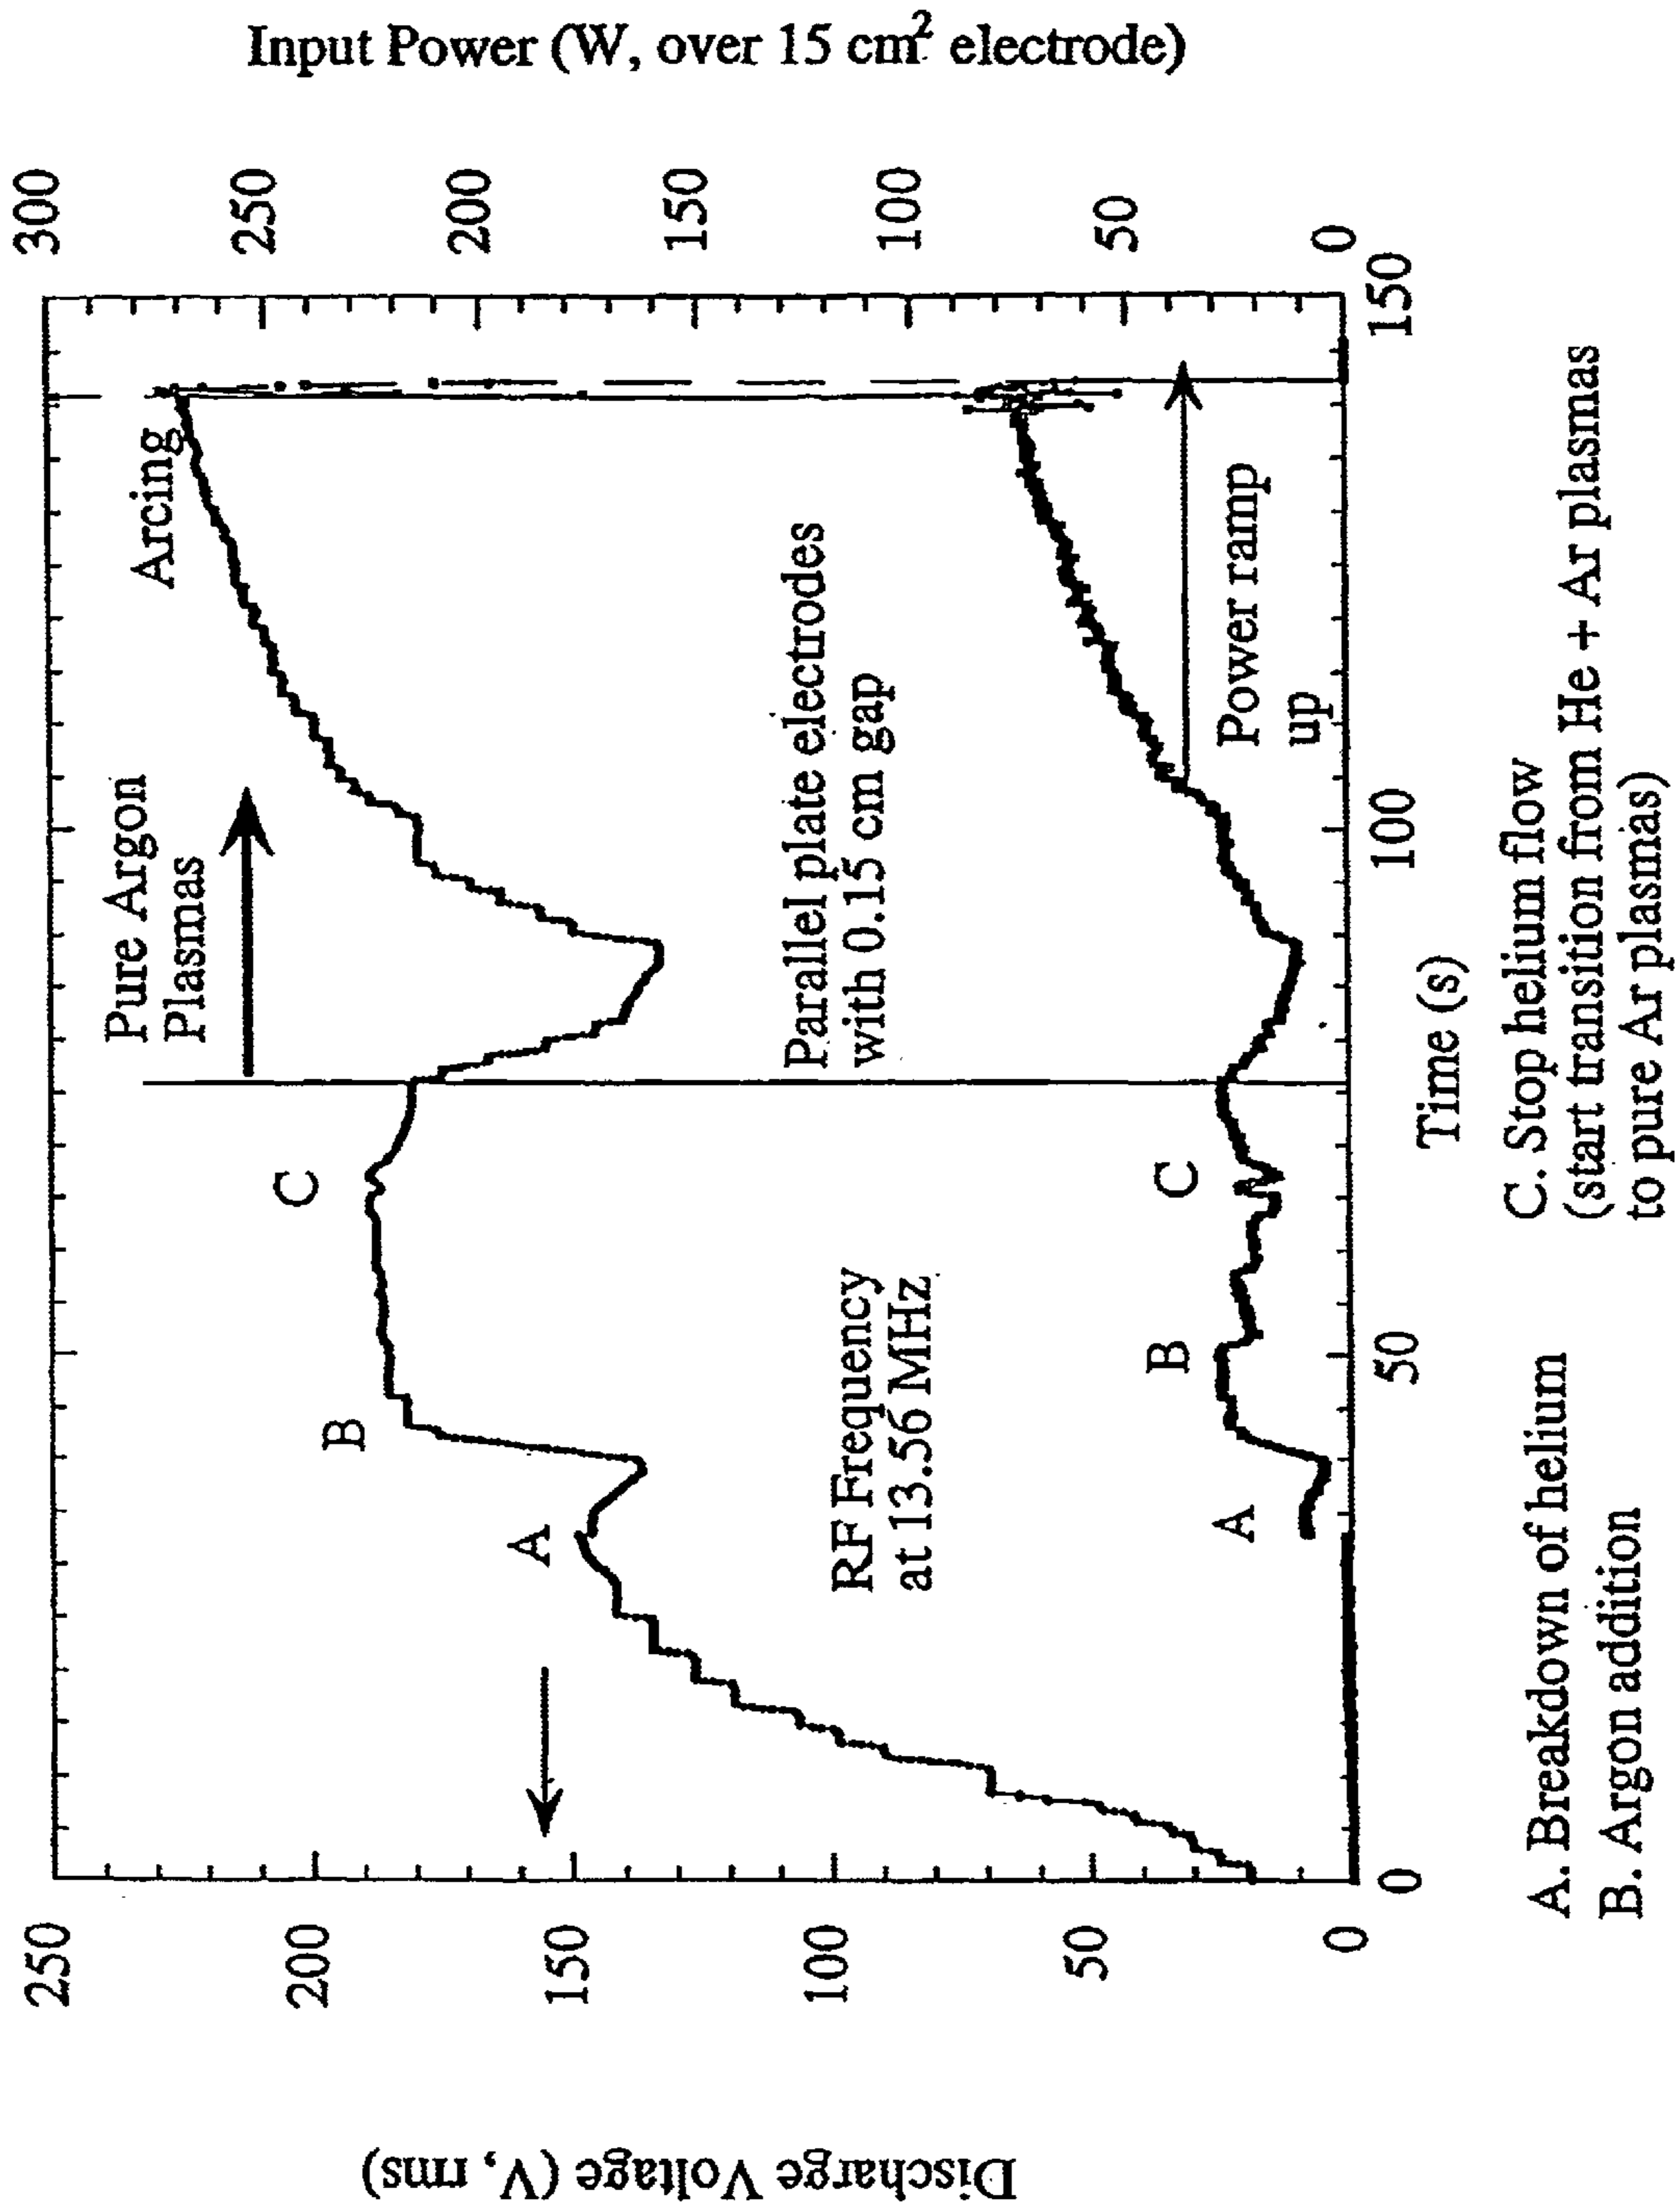 Input Power (W, over 15 cm² electrode)
300
250
200
150
100
50
0
250
200
150
100
50
0
Discharge Voltage (V, rms)
0
50
100
150
Time (s)
Pure Argon
Plasmas
Arcing
A
B
C
Parallel plate electrodes
with 0.15 cm gap
RF Frequency
at 13.56 MHz
A
B
C
Power ramp
up
A. Breakdown of helium
B. Argon addition
C. Stop helium flow
(start transition from He + Ar plasmas
to pure Ar plasmas)